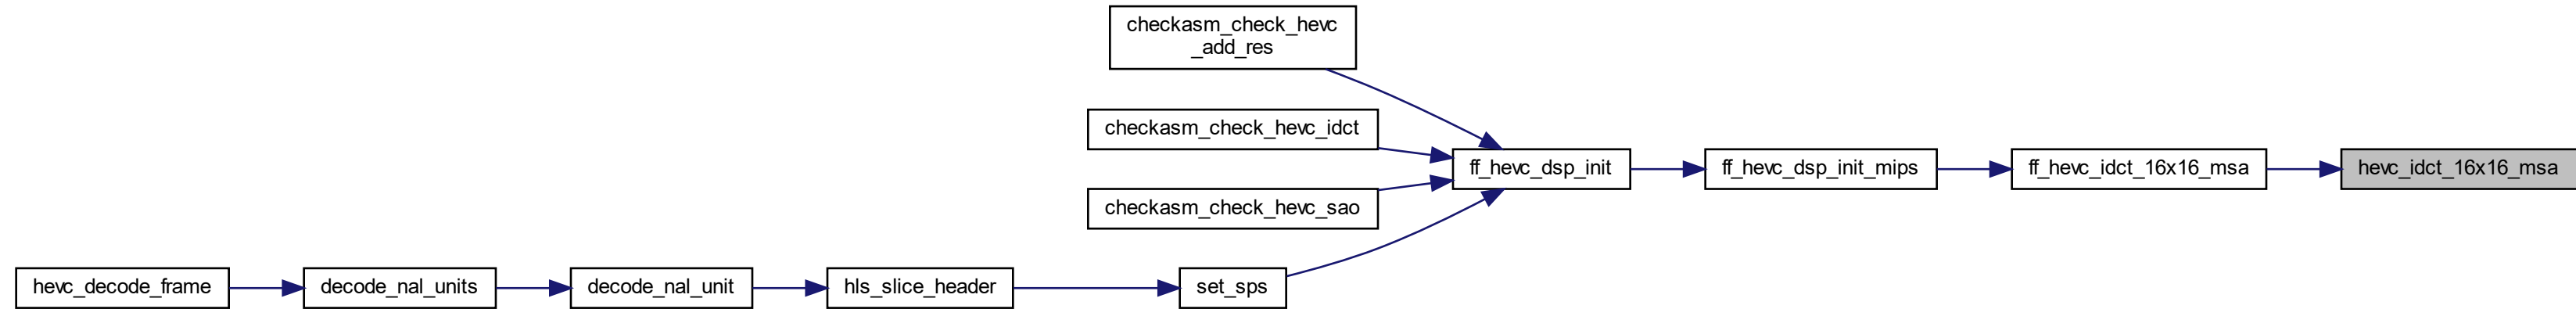 checkasm_check_hevc
_add_res
checkasm_check_hevc_idct
ff_hevc_dsp_init
ff_hevc_dsp_init_mips
ff_hevc_idct_16x16_msa
hevc_idct_16x16_msa
checkasm_check_hevc_sao
hevc_decode_frame
decode_nal_units
decode_nal_unit
hls_slice_header
set_sps